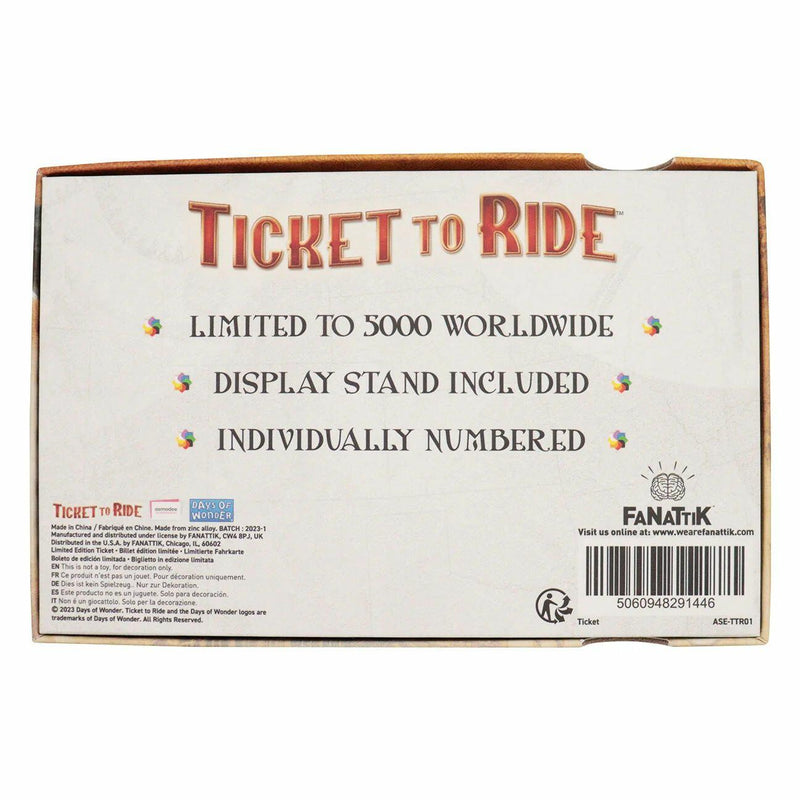 TICKET TO RIDE™
LIMITED TO 5000 WORLDWIDE
DISPLAY STAND INCLUDED
INDIVIDUALLY NUMBERED
TICKET TO RIDE
asmodee
DAYS OF WONDER
Made in China / Fabriqué en Chine. Made from zinc alloy. BATCH : 2023-1
Manufactured and distributed under license by FANATTIK, CW6 8PJ, UK
Distributed in the U.S.A. by FANATTIK, Chicago, IL, 60602
Limited Edition Ticket • Billet édition limitée • Limitierte Fahrkarte
Boleto de edición limitada • Biglietto in edizione limitata
EN This is not a toy, for decoration only.
FR Ce produit n'est pas un jouet. Pour décoration uniquement.
DE Dies ist kein Spielzeug.. Nur zur Dekoration.
ES Este producto no es un juguete. Solo para decoración.
IT Non è un giocattolo. Solo per la decorazione.
© 2023 Days of Wonder. Ticket to Ride and the Days of Wonder logos are
trademarks of Days of Wonder. All Rights Reserved.
FANATTIK
Visit us online at: www.wearefanattik.com
5060948291446
Ticket
ASE-TTR01